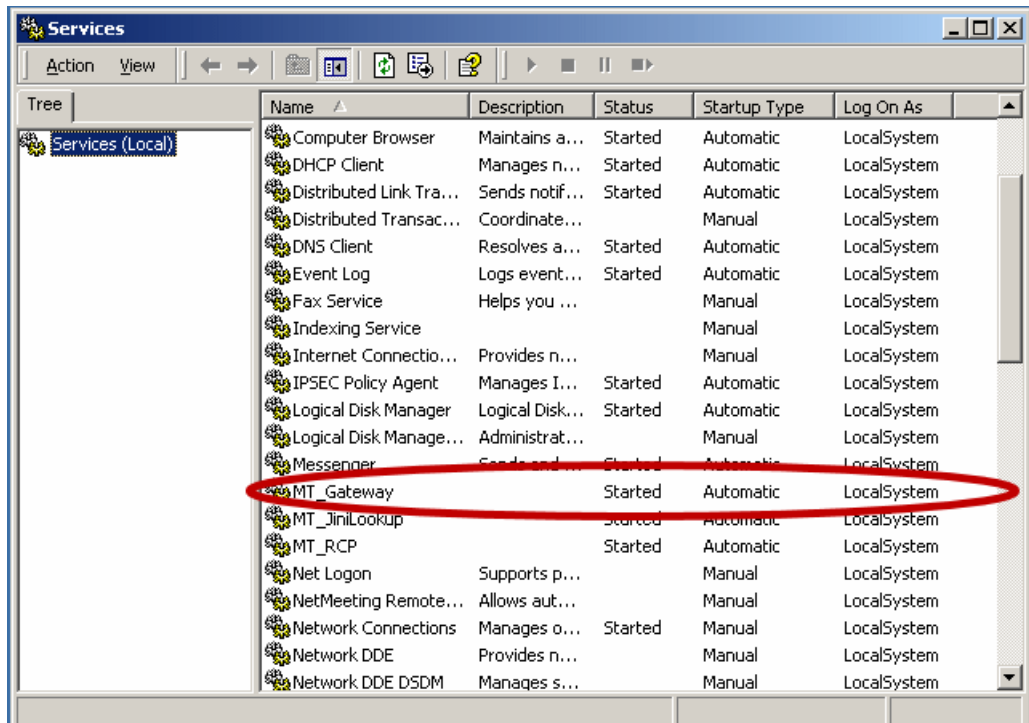 Services
Action View
Tree
Name Description Status Startup Type Log On As
Services (Local)
Computer Browser Maintains a... Started Automatic LocalSystem
DHCP Client Manages n... Started Automatic LocalSystem
Distributed Link Tra... Sends notif... Started Automatic LocalSystem
Distributed Transac... Coordinate... Manual LocalSystem
DNS Client Resolves a... Started Automatic LocalSystem
Event Log Logs event... Started Automatic LocalSystem
Fax Service Helps you ... Manual LocalSystem
Indexing Service Manual LocalSystem
Internet Connectio... Provides n... Manual LocalSystem
IPSEC Policy Agent Manages I... Started Automatic LocalSystem
Logical Disk Manager Logical Disk... Started Automatic LocalSystem
Logical Disk Manage... Administrat... Manual LocalSystem
Messenger Sends and ... Started Automatic LocalSystem
MT_Gateway Started Automatic LocalSystem
MT_JiniLookup Started Automatic LocalSystem
MT_RCP Started Automatic LocalSystem
Net Logon Supports p... Manual LocalSystem
NetMeeting Remote... Allows aut... Manual LocalSystem
Network Connections Manages o... Started Manual LocalSystem
Network DDE Provides n... Manual LocalSystem
Network DDE DSDM Manages s... Manual LocalSystem